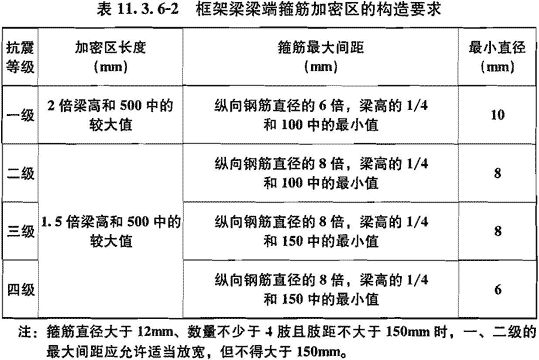 表 11.3.6-2 框架梁梁端箍筋加密区的构造要求
抗震
等级
加密区长度
(mm)
箍筋最大间距
(mm)
最小直径
(mm)
一级
2 倍梁高和 500 中的
较大值
纵向钢筋直径的 6 倍，梁高的 1/4
和 100 中的最小值
10
二级
1.5 倍梁高和 500 中的
较大值
纵向钢筋直径的 8 倍，梁高的 1/4
和 100 中的最小值
8
三级
纵向钢筋直径的 8 倍，梁高的 1/4
和 150 中的最小值
8
四级
纵向钢筋直径的 8 倍，梁高的 1/4
和 150 中的最小值
6
注：箍筋直径大于 12mm、数量不少于 4 肢且肢距不大于 150mm 时，一、二级的
最大间距应允许适当放宽，但不得大于 150mm。